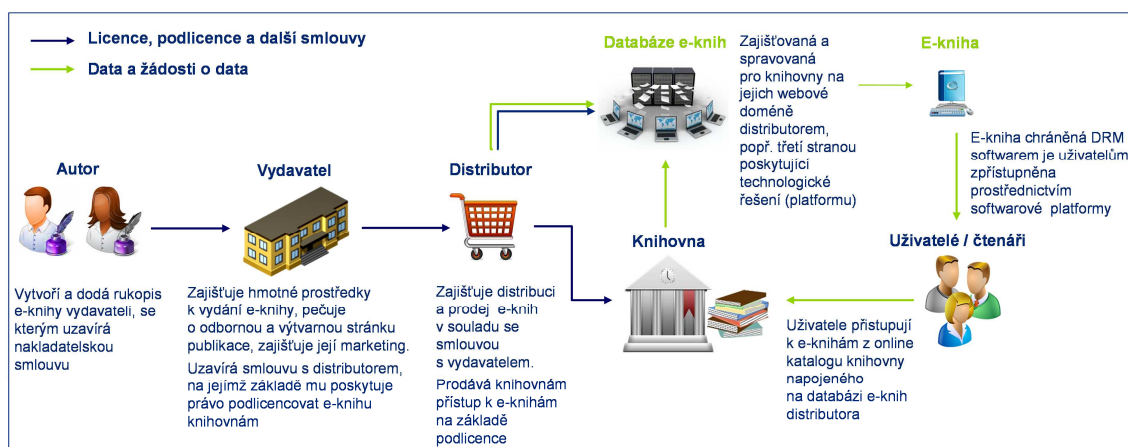 Licence, podlicence a další smlouvy
Data a žádosti o data
Autor
Vytvoří a dodá rukopis
e-knihy vydavateli, se
kterým uzavírá
nakladatelskou
smlouvu
Vydavatel
Zajišťuje hmotné prostředky
k vydání e-knihy, pečuje
o odbornou a výtvarnou stránku
publikace, zajišťuje její marketing.
Uzavírá smlouvu s distributorem,
na jejímž základě mu poskytuje
právo podlicencovat e-knihu
knihovnám
Distributor
Zajišťuje distribuci
a prodej e-knih
v souladu se
smlouvou
s vydavatelem.
Prodává knihovnám
přístup k e-knihám
na základě
podlicence
Databáze e-knih
Zajišťovaná a
spravovaná
pro knihovny na
jejich webové
doméně
distributorem,
popř. třetí stranou
poskytující
technologické
řešení (platformu)
Knihovna
E-kniha
E-kniha chráněná DRM
softwarem je uživatelům
zpřístupněna
prostřednictvím
softwarové platformy
Uživatelé / čtenáři
Uživatele přistupují
k e-knihám z online
katalogu knihovny
napojeného
na databázi e-knih
distributora